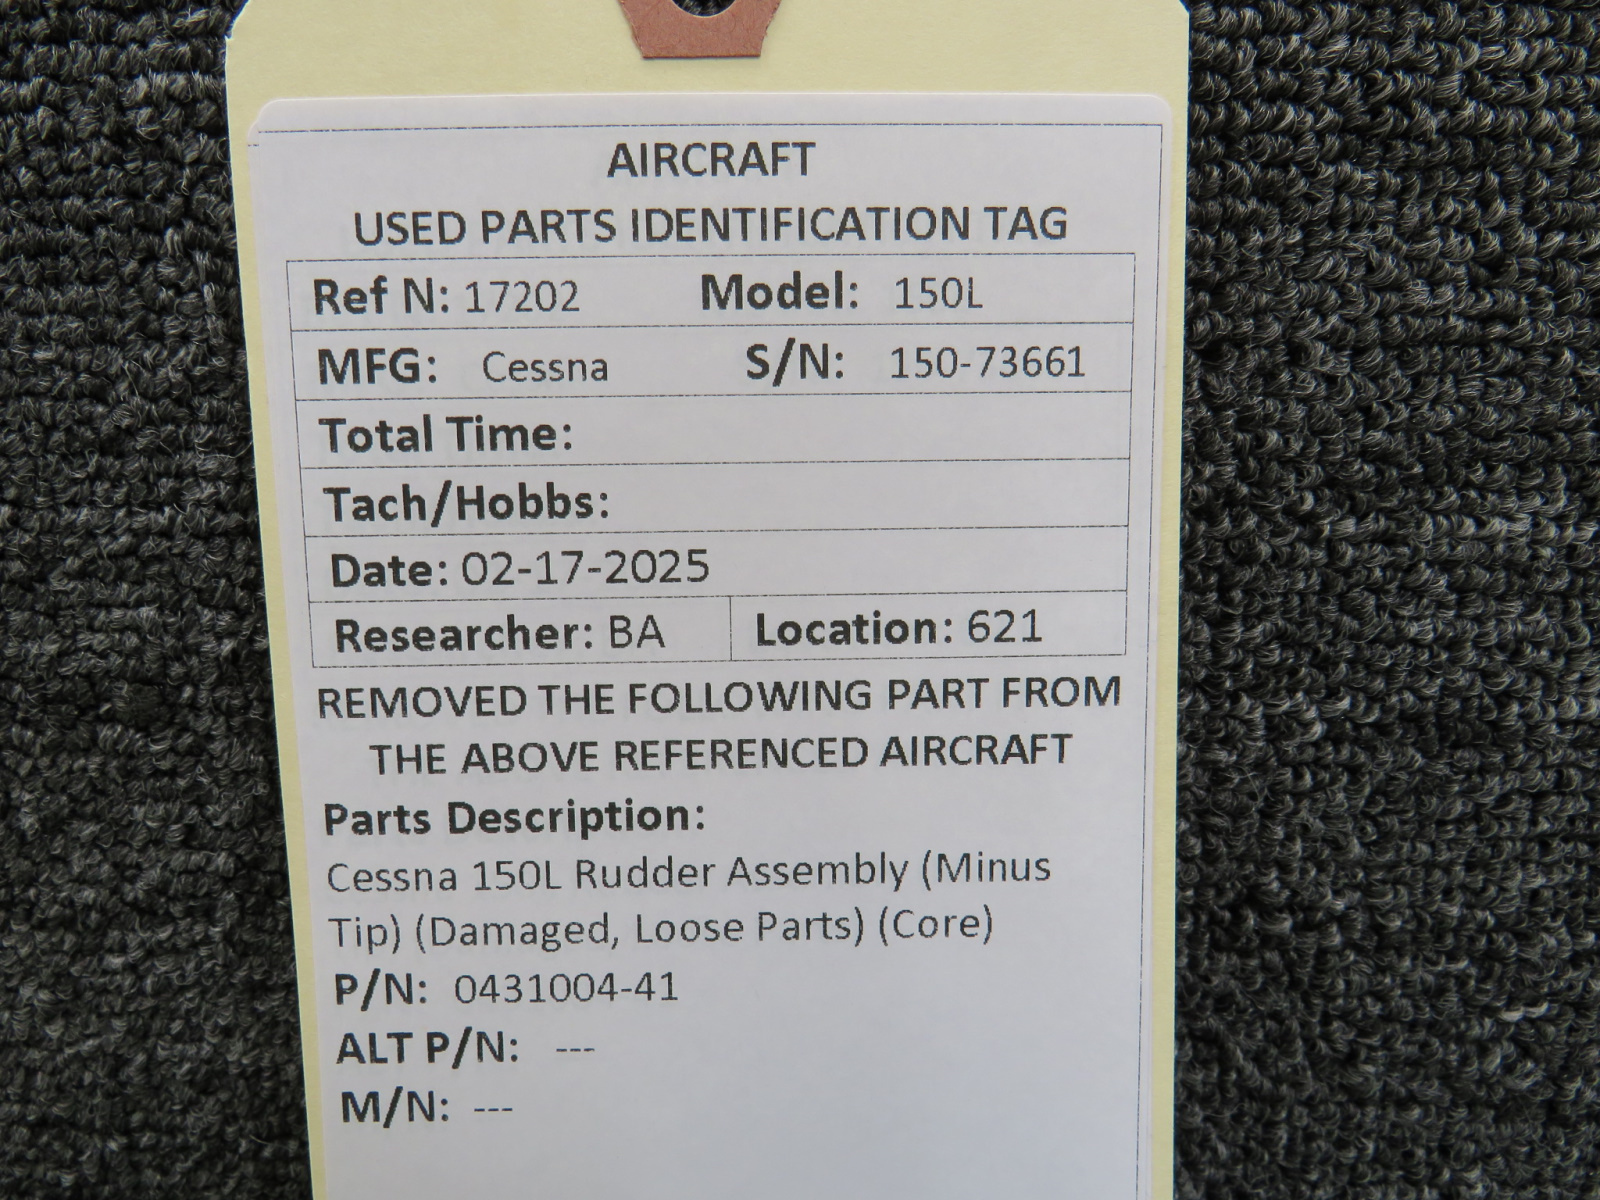 AIRCRAFT
USED PARTS IDENTIFICATION TAG
Ref N: 17202 Model: 150L
MFG: Cessna S/N: 150-73661
Total Time:
Tach/Hobbs:
Date: 02-17-2025
Researcher: BA Location: 621
REMOVED THE FOLLOWING PART FROM
THE ABOVE REFERENCED AIRCRAFT
Parts Description:
Cessna 150L Rudder Assembly (Minus
Tip) (Damaged, Loose Parts) (Core)
P/N: 0431004-41
ALT P/N: ---
M/N: ---